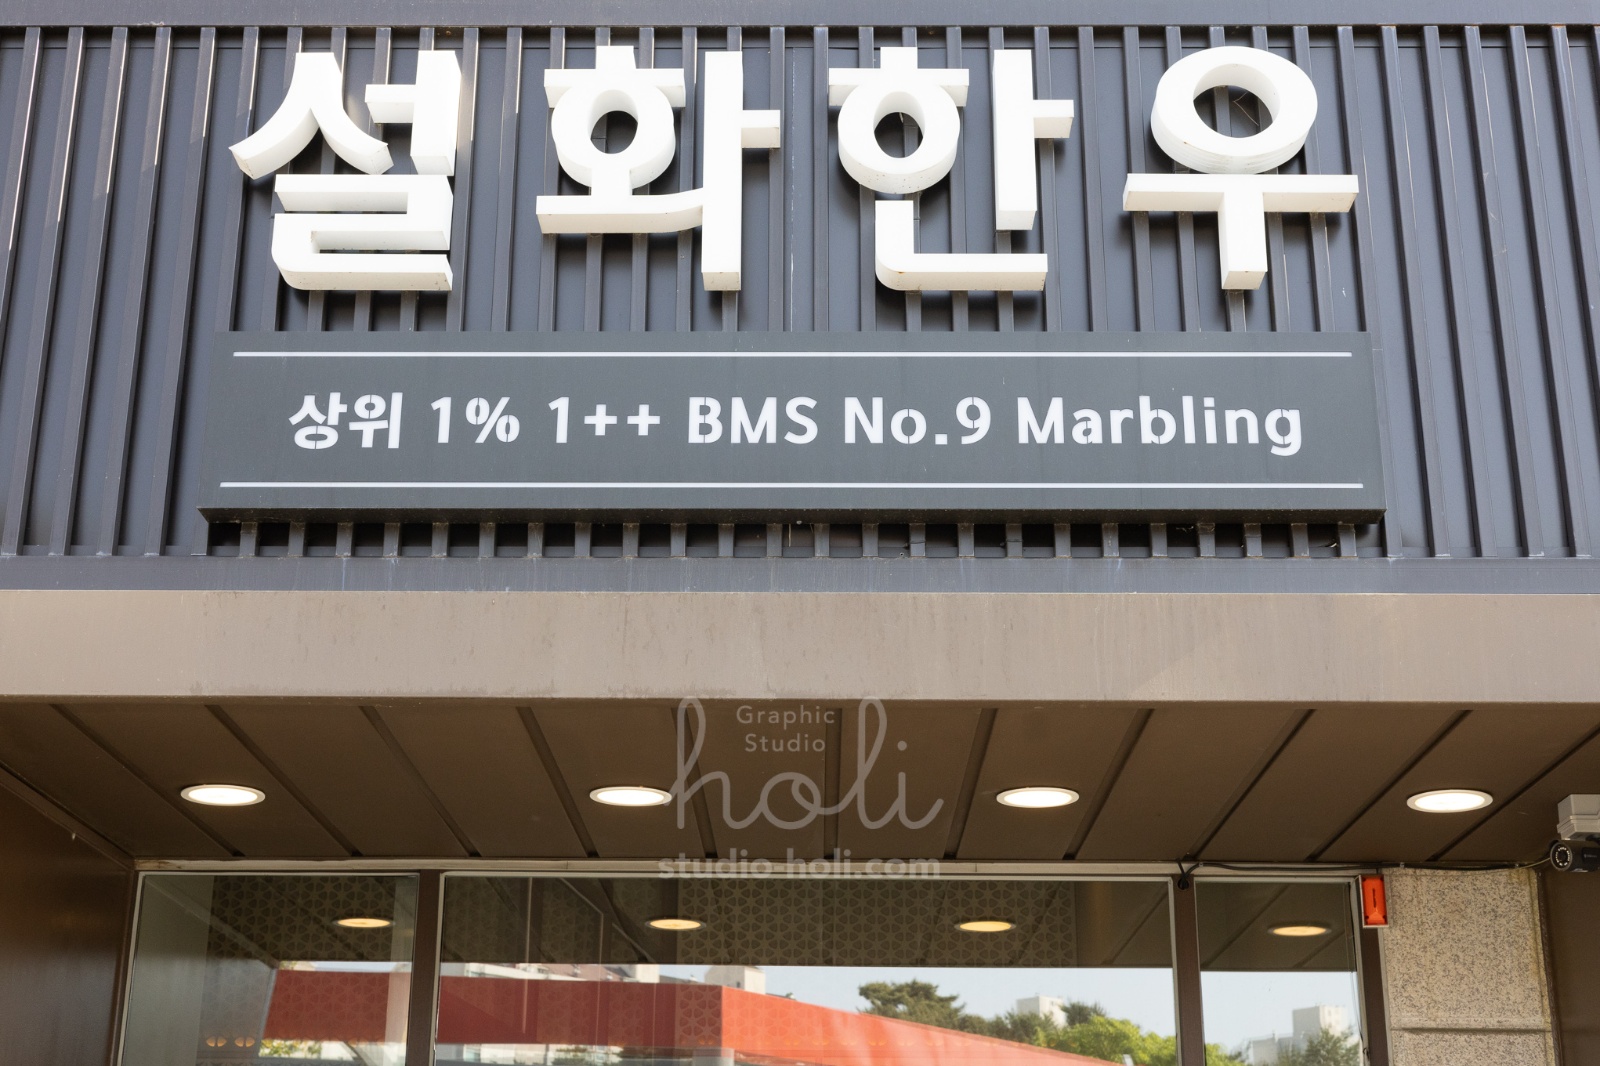 설화한우
상위 1% 1++ BMS No.9 Marbling
Graphic
Studio
holi
studio-holi.com